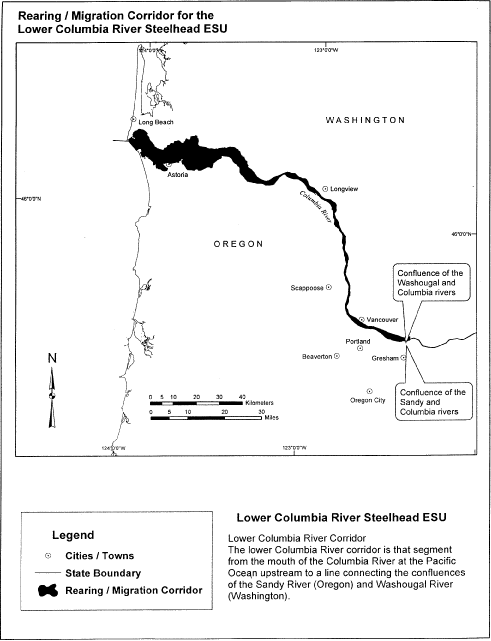 Rearing / Migration Corridor for the
Lower Columbia River Steelhead ESU
124°0'0"W
123°0'0"W
WASHINGTON
Long Beach
Astoria
Longview
46°0'0"N
Columbia River
46°0'0"N
OREGON
Confluence of the
Washougal and
Columbia rivers
Scappoose
Vancouver
Portland
Beaverton
Gresham
N
Confluence of the
Sandy and
Columbia rivers
Oregon City
0 5 10 20 30 40
Kilometers
0 5 10 20 30
Miles
124°0'0"W
123°0'0"W
Legend
Cities / Towns
State Boundary
Rearing / Migration Corridor
Lower Columbia River Steelhead ESU
Lower Columbia River Corridor
The lower Columbia River corridor is that segment
from the mouth of the Columbia River at the Pacific
Ocean upstream to a line connecting the confluences
of the Sandy River (Oregon) and Washougal River
(Washington).